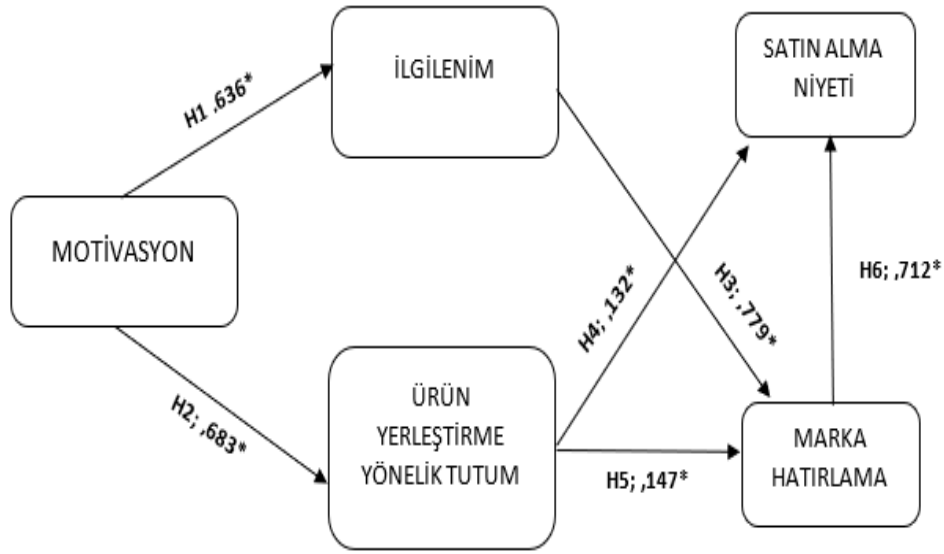 SATIN ALMA
NİYETİ
İLGİLENİM
H1 ,636*
MOTİVASYON
H4; ,132*
H3; ,779*
H6; ,712*
H2; ,683*
ÜRÜN
YERLEŞTİRME
YÖNELİK TUTUM
H5; ,147*
MARKA
HATIRLAMA